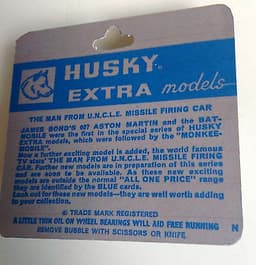 HUSKY
EXTRA models
THE MAN FROM U.N.C.L.E. MISSILE FIRING CAR
JAMES BOND'S 007 ASTON MARTIN and the BAT-
MOBILE were the first in the special series of HUSKY
EXTRA models, which were followed by the "MONKEE-
MOBILE".
Now a further exciting model is added, the world famous
TV stars' THE MAN FROM U.N.C.L.E. MISSILE FIRING
CAR. Further new models are in preparation of this series
and are soon to be available. As these new exciting
models are outside the normal "ALL ONE PRICE" range
they are identified by the BLUE cards.
Look out for these new models—they are well worth adding
to your collection.
© TRADE MARK REGISTERED
A LITTLE THIN OIL ON WHEEL BEARINGS WILL AID FREE RUNNING
REMOVE BUBBLE WITH SCISSORS OR KNIFE. N